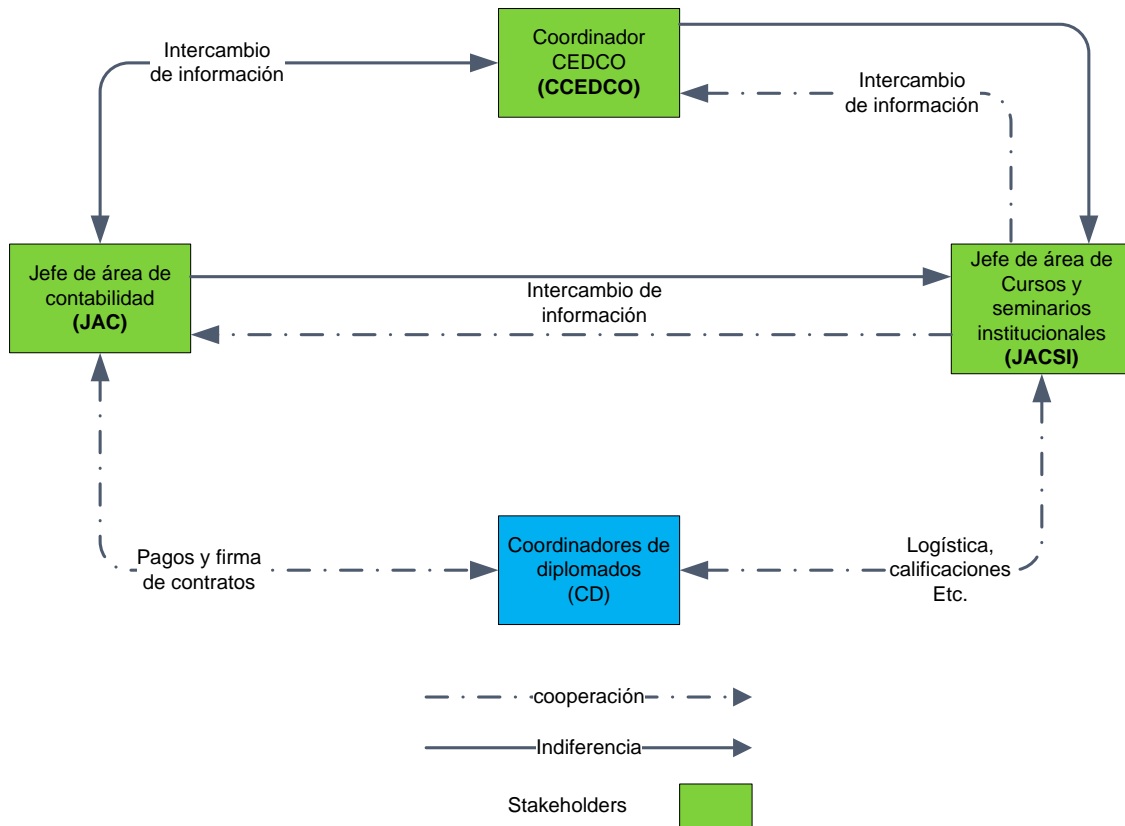 Coordinador
CEDCO
(CCEDCO)
Intercambio
de información
Intercambio
de información
Jefe de área de
contabilidad
(JAC)
Intercambio de
información
Jefe de área de
Cursos y
seminarios
institucionales
(JACSI)
Pagos y firma
de contratos
Coordinadores de
diplomados
(CD)
Logística,
calificaciones
Etc.
cooperación
Indiferencia
Stakeholders